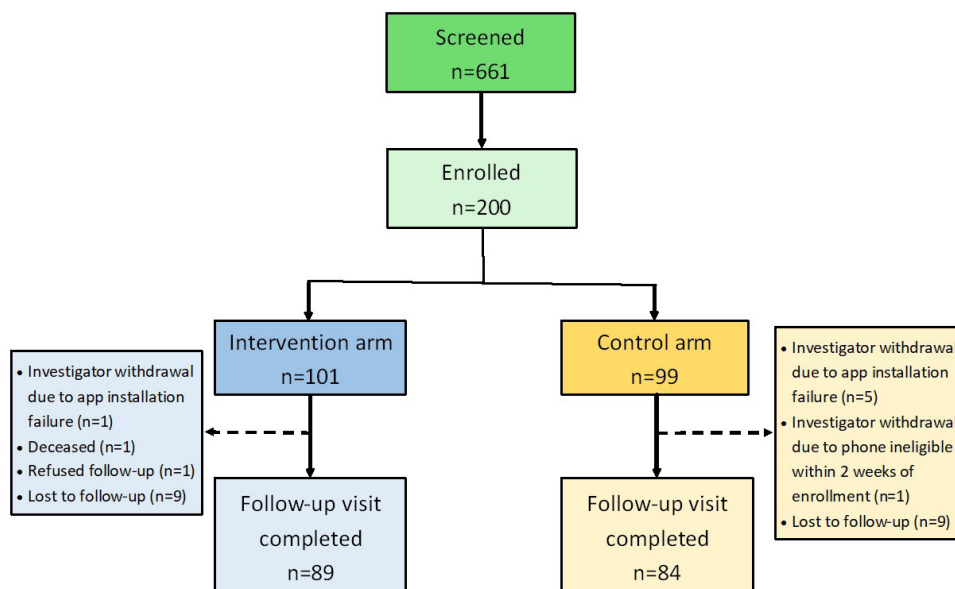 Screened
n=661
Enrolled
n=200
Intervention arm
n=101
Control arm
n=99
• Investigator withdrawal
due to app installation
failure (n=1)
• Deceased (n=1)
• Refused follow-up (n=1)
• Lost to follow-up (n=9)
• Investigator withdrawal
due to app installation
failure (n=5)
• Investigator withdrawal
due to phone ineligible
within 2 weeks of
enrollment (n=1)
• Lost to follow-up (n=9)
Follow-up visit
completed
n=89
Follow-up visit
completed
n=84